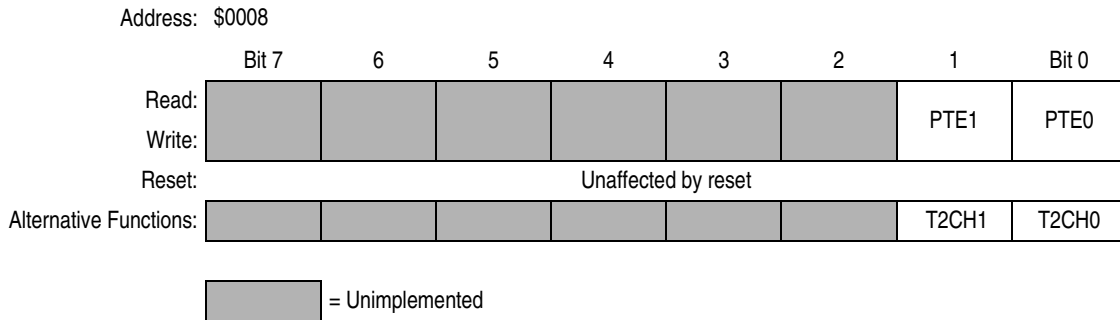 Address: $0008
Bit 7 6 5 4 3 2 1 Bit 0
Read:
Write:
PTE1 PTE0
Reset: Unaffected by reset
Alternative Functions: T2CH1 T2CH0
= Unimplemented